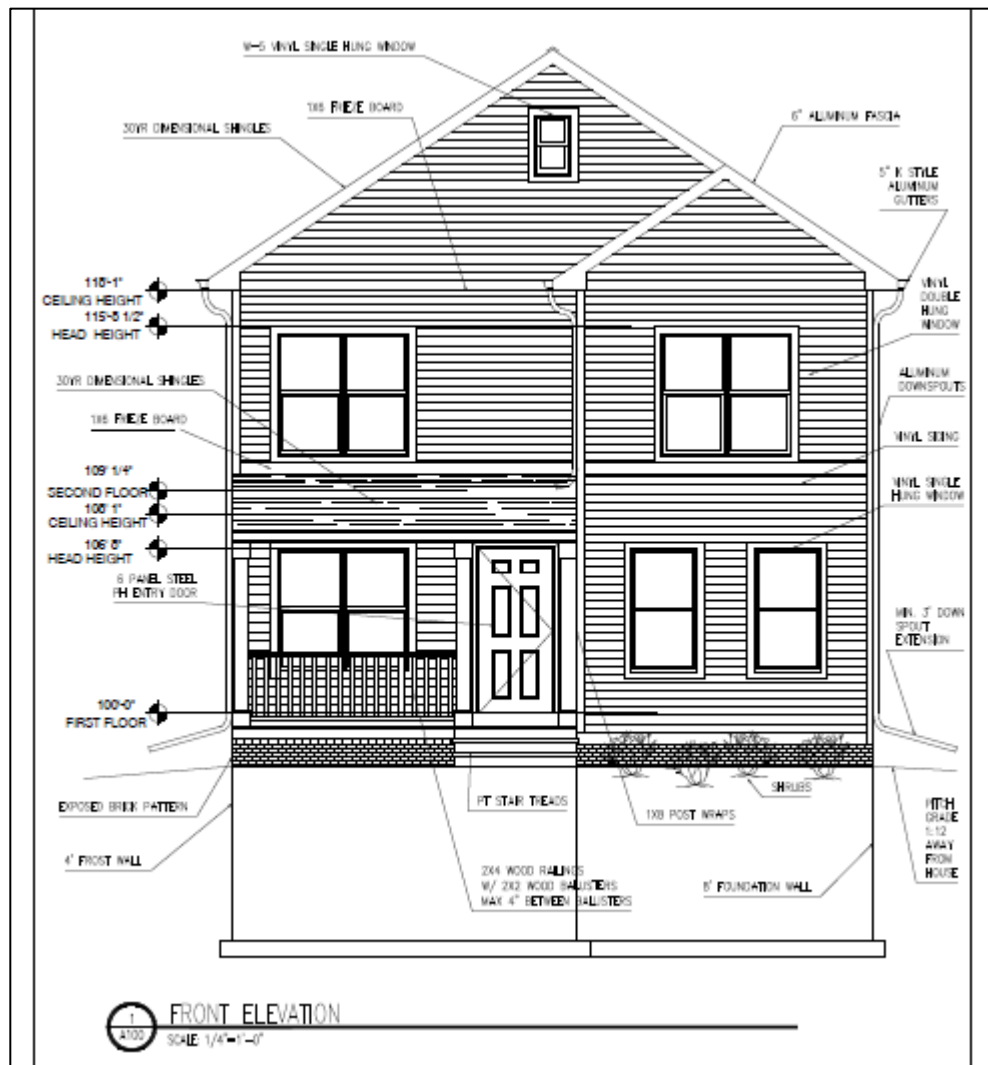 W-5 VINYL SINGLE HUNG WINDOW
1X6 FRIEZE BOARD
30YR DIMENSIONAL SHINGLES
6" ALUMINUM FASCIA
5" K STYLE
ALUMINUM
GUTTERS
118'-1"
CEILING HEIGHT
115'-8 1/2"
HEAD HEIGHT
VINYL
DOUBLE
HUNG
WINDOW
30YR DIMENSIONAL SHINGLES
ALUMINUM
DOWNSPOUTS
1X6 FRIEZE BOARD
VINYL SIDING
109' 1/4"
SECOND FLOOR
108' 1"
CEILING HEIGHT
VINYL SINGLE
HUNG WINDOW
106' 8"
HEAD HEIGHT
6 PANEL STEEL
PH ENTRY DOOR
MIN. 3' DOWN
SPOUT
EXTENSION
100'-0"
FIRST FLOOR
EXPOSED BRICK PATTERN
PT STAIR TREADS
SHRUBS
1X8 POST WRAPS
PITCH
GRADE
1:12
AWAY
FROM
HOUSE
4' FROST WALL
2X4 WOOD RAILINGS
W/ 2X2 WOOD BALUSTERS
MAX 4" BETWEEN BALUSTERS
8' FOUNDATION WALL
1
A100
FRONT ELEVATION
SCALE: 1/4"=1'-0"